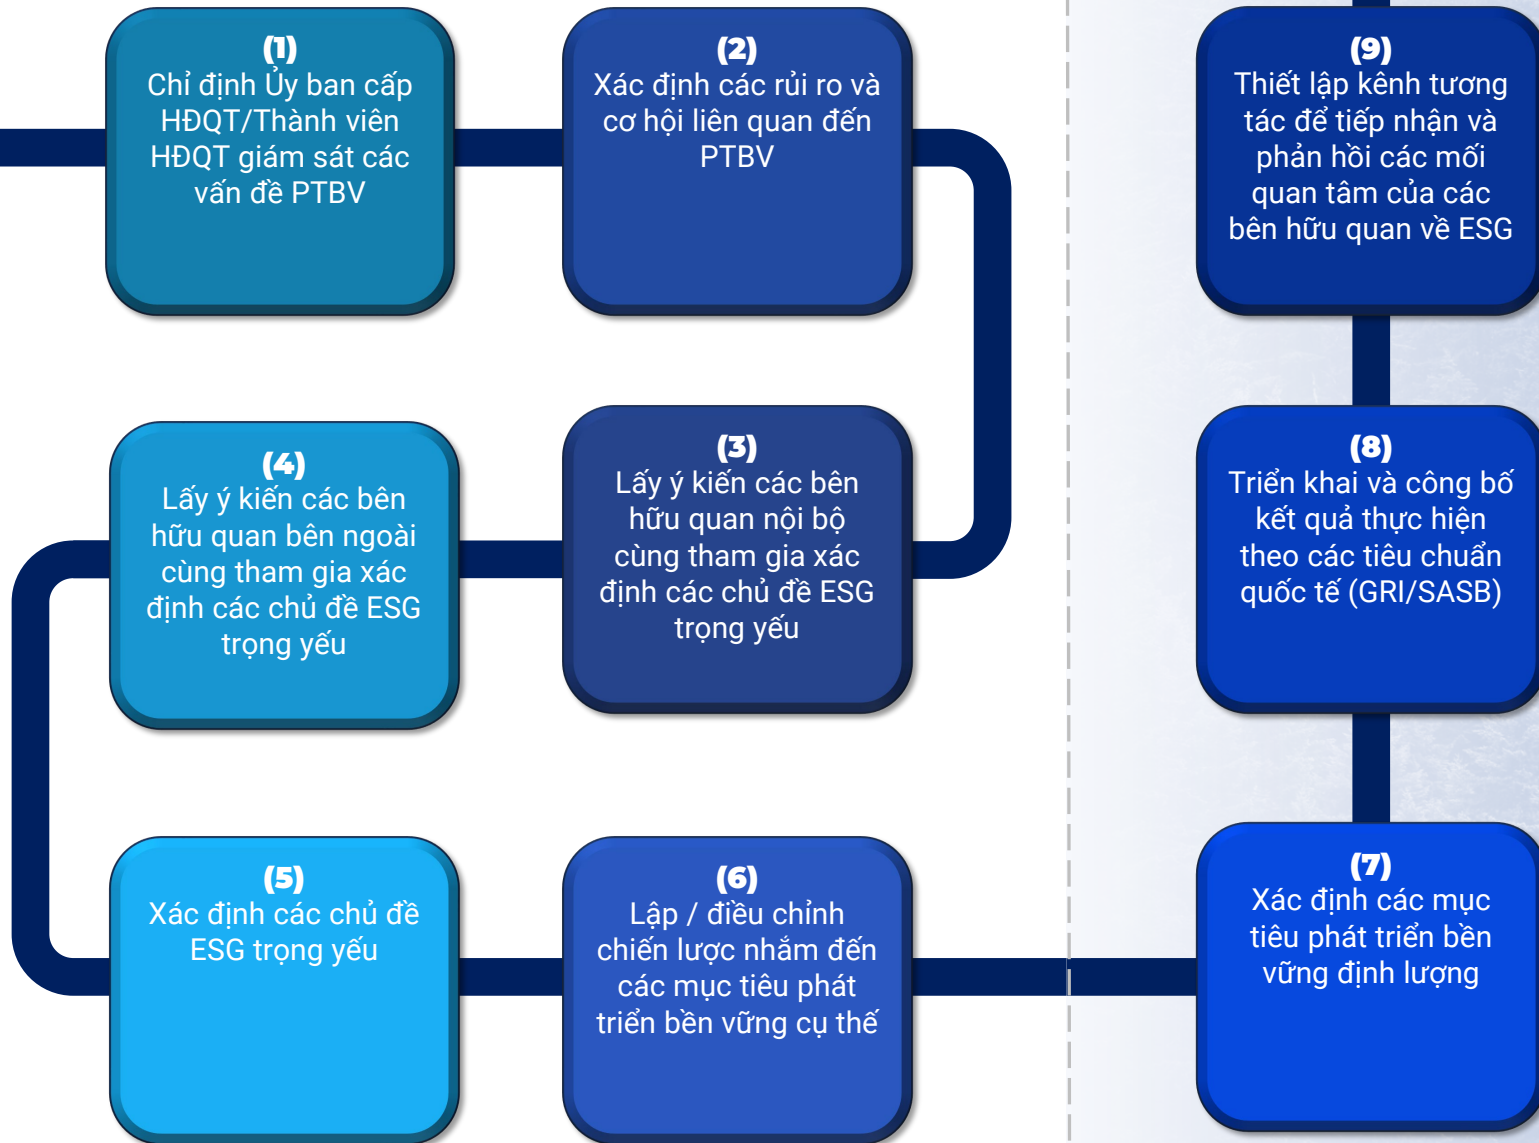 (1)
Chỉ định Ủy ban cấp
HĐQT/Thành viên
HĐQT giám sát các
vấn đề PTBV
(2)
Xác định các rủi ro và
cơ hội liên quan đến
PTBV
(3)
Lấy ý kiến các bên
hữu quan nội bộ
cùng tham gia xác
định các chủ đề ESG
trọng yếu
(4)
Lấy ý kiến các bên
hữu quan bên ngoài
cùng tham gia xác
định các chủ đề ESG
trọng yếu
(5)
Xác định các chủ đề
ESG trọng yếu
(6)
Lập / điều chỉnh
chiến lược nhắm đến
các mục tiêu phát
triển bền vững cụ thế
(7)
Xác định các mục
tiêu phát triển bền
vững định lượng
(8)
Triển khai và công bố
kết quả thực hiện
theo các tiêu chuẩn
quốc tế (GRI/SASB)
(9)
Thiết lập kênh tương
tác để tiếp nhận và
phản hồi các mối
quan tâm của các
bên hữu quan về ESG